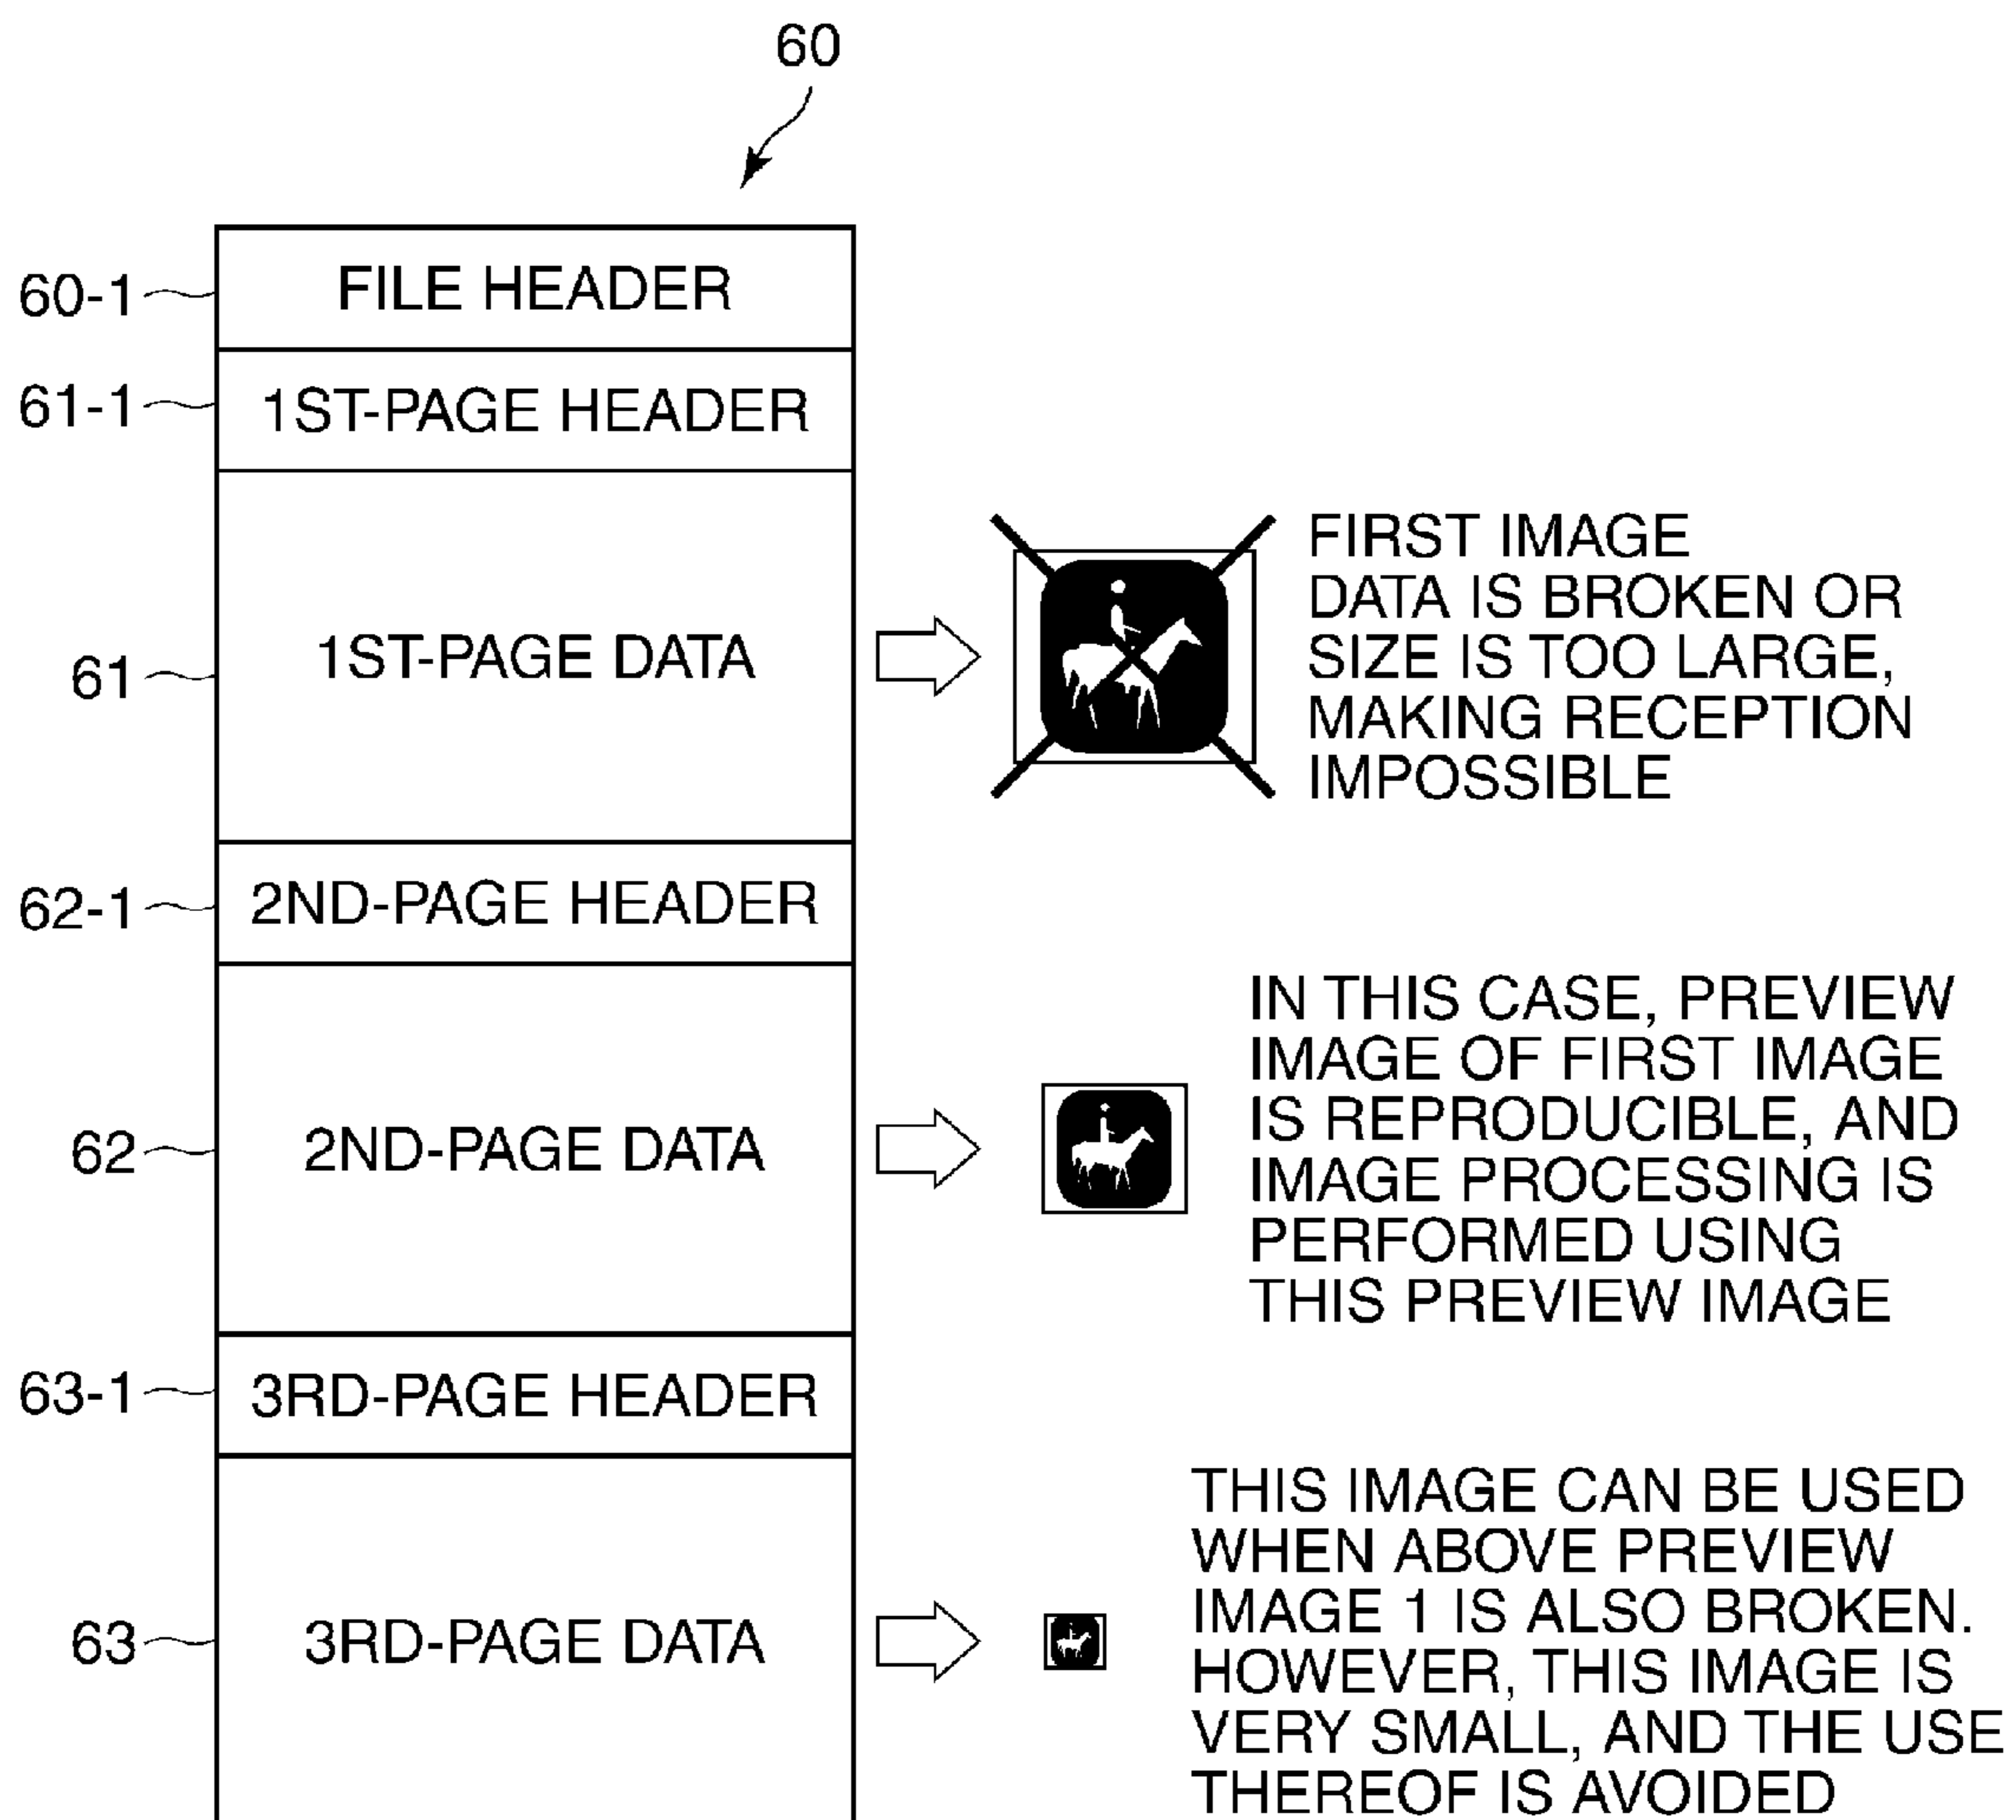 60
60-1
FILE HEADER
61-1
1ST-PAGE HEADER
61
1ST-PAGE DATA
FIRST IMAGE
DATA IS BROKEN OR
SIZE IS TOO LARGE,
MAKING RECEPTION
IMPOSSIBLE
62-1
2ND-PAGE HEADER
62
2ND-PAGE DATA
IN THIS CASE, PREVIEW
IMAGE OF FIRST IMAGE
IS REPRODUCIBLE, AND
IMAGE PROCESSING IS
PERFORMED USING
THIS PREVIEW IMAGE
63-1
3RD-PAGE HEADER
63
3RD-PAGE DATA
THIS IMAGE CAN BE USED
WHEN ABOVE PREVIEW
IMAGE 1 IS ALSO BROKEN.
HOWEVER, THIS IMAGE IS
VERY SMALL, AND THE USE
THEREOF IS AVOIDED